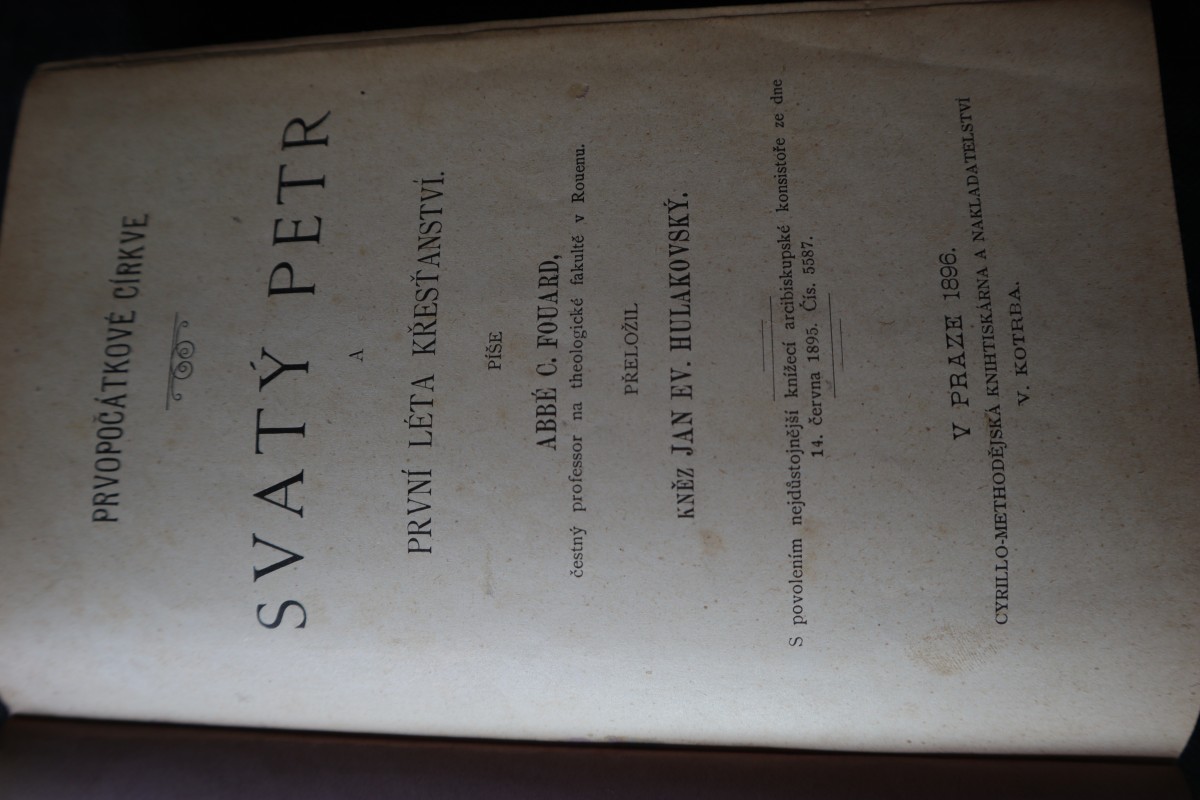 PRVOPOČÁTKOVÉ CÍRKVE
SVATÝ PETR
A
PRVNÍ LÉTA KŘESŤANSTVÍ.
PÍŠE
ABBÉ C. FOUARD,
čestný professor na theologické fakultě v Rouenu.
PŘELOŽIL
KNĚZ JAN EV. HULAKOVSKÝ.
S povolením nejdůstojnější knížecí arcibiskupské konsistoře ze dne
14. června 1895. Čís. 5587.
V PRAZE 1896.
CYRILLO-METHODĚJSKÁ KNIHTISKÁRNA A NAKLADATELSTVÍ
V. KOTRBA.